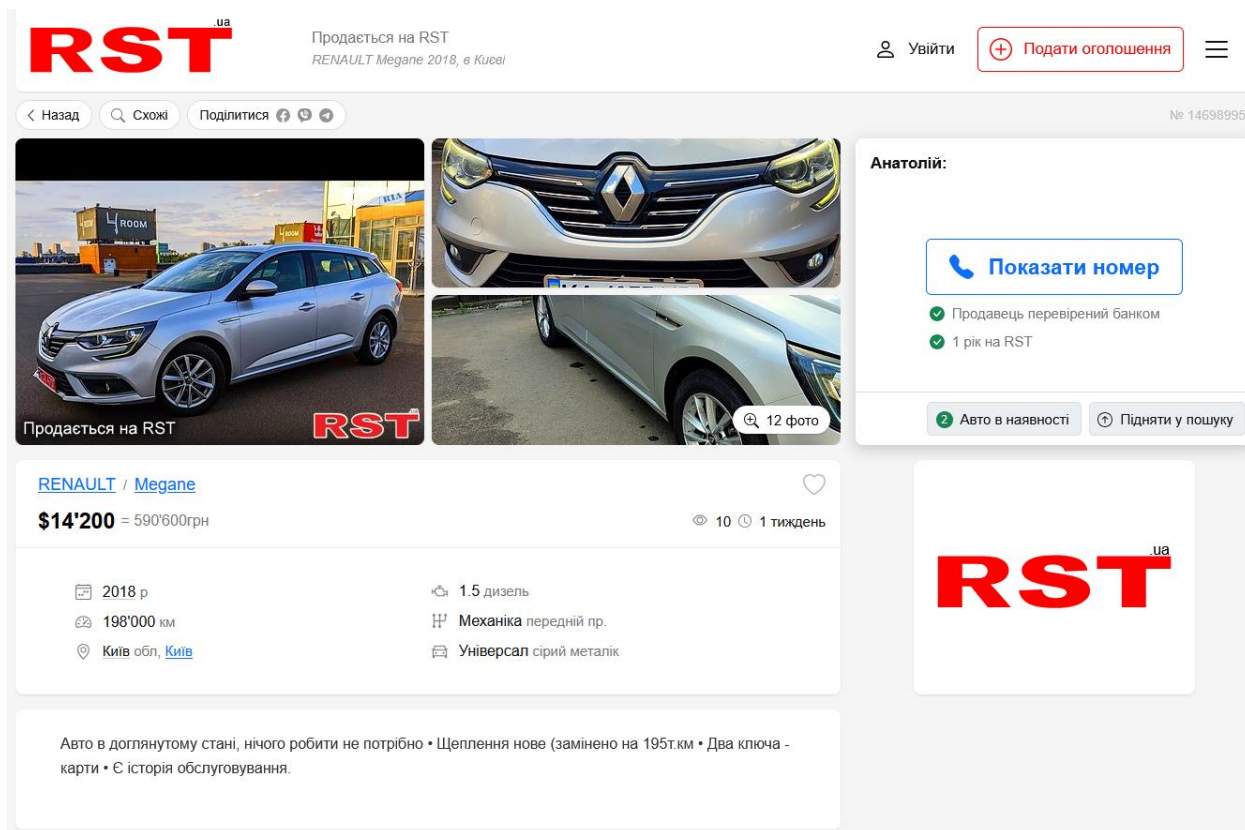 RST.ua
Продається на RST
RENAULT Megane 2018, в Києві
Увійти
Подати оголошення
Назад
Схожі
Поділитися
№ 14698995
4 ROOM
RIA
Продається на RST
RST
12 фото
Анатолій:
Показати номер
Продавець перевірений банком
1 рік на RST
2 Авто в наявності
Підняти у пошуку
RENAULT / Megane
$14'200 = 590'600грн
10 1 тиждень
2018 р
198'000 км
Київ обл, Київ
1.5 дизель
Механіка передній пр.
Універсал сірий металік
RST.ua
Авто в доглянутому стані, нічого робити не потрібно • Щеплення нове (замінено на 195т.км • Два ключа -
карти • Є історія обслуговування.